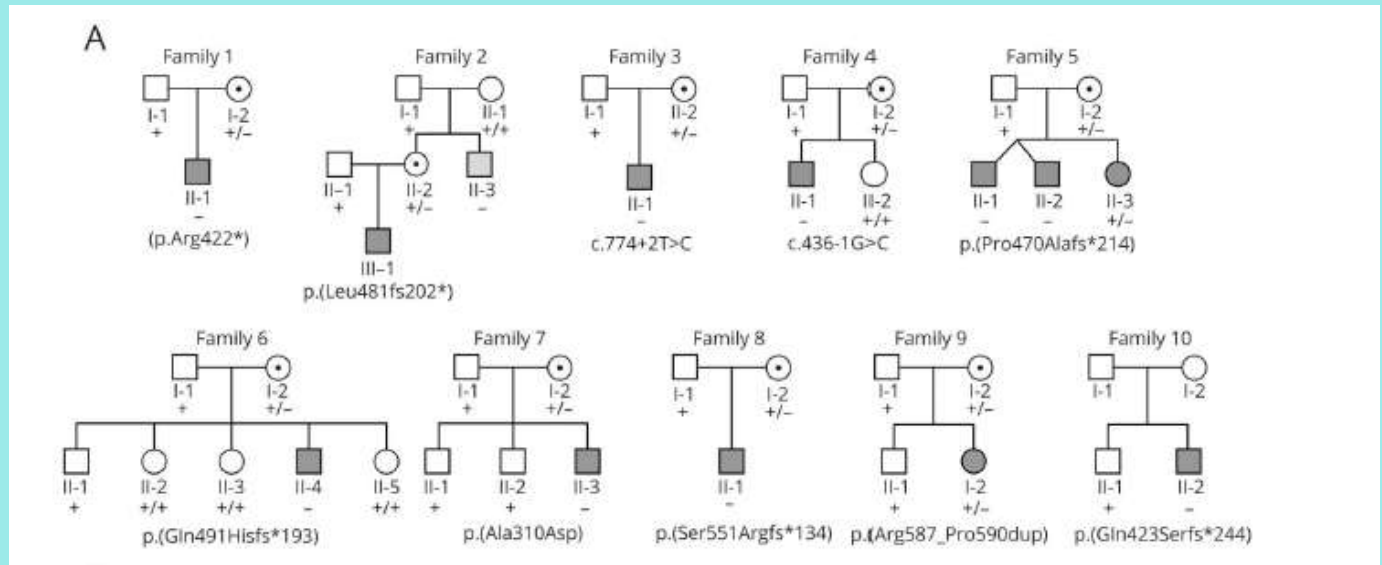 A
Family 1 Family 2 Family 3 Family 4 Family 5
I-1 I-2 I-1 II-1 I-1 II-2 I-1 I-2 I-1 I-2
+ +/– + +/+ + +/– + +/– + +/–
II–1 II-2 II-3
+ +/– –
II-1 II-1 II-1 III-2 II-1 II-2 II-3
– – – +/+ – – +/–
(p.Arg422*) c.774+2T>C c.436-1G>C p.(Pro470Alafs*214)
III–1
p.(Leu481fs202*)
Family 6 Family 7 Family 8 Family 9 Family 10
I-1 I-2 I-1 I-2 I-1 I-2 I-1 I-2 I-1 I-2
+ +/– + +/– + +/– + +/–
II-1 II-2 II-3 II-4 II-5 II-1 II-2 II-3 II-1 II-1 I-2 II-1 II-2
+ +/+ +/+ – +/+ + + – – + +/– + –
p.(Gln491Hisfs*193) p.(Ala310Asp) p.(Ser551Argfs*134) p.(Arg587_Pro590dup) p.(Gln423Serfs*244)